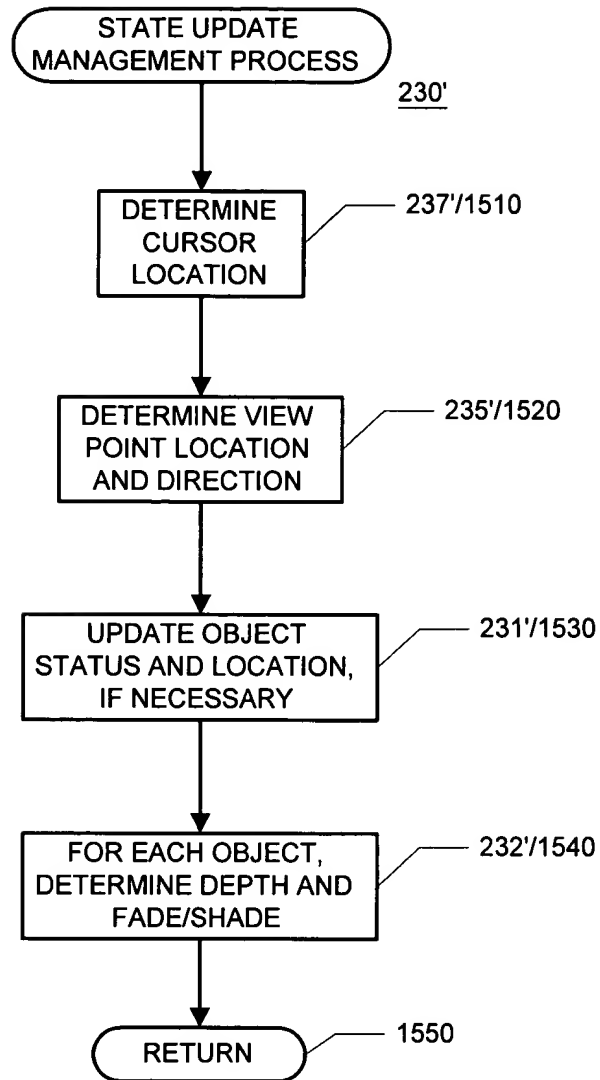 STATE UPDATE
MANAGEMENT PROCESS
230'
DETERMINE
CURSOR
LOCATION
237'/1510
DETERMINE VIEW
POINT LOCATION
AND DIRECTION
235'/1520
UPDATE OBJECT
STATUS AND LOCATION,
IF NECESSARY
231'/1530
FOR EACH OBJECT,
DETERMINE DEPTH AND
FADE/SHADE
232'/1540
RETURN
1550